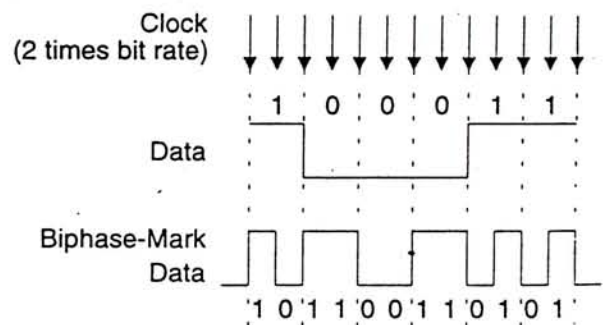 Clock
(2 times bit rate)
1 0 0 0 1 1
Data
Biphase-Mark
Data
1 0 1 1 0 0 1 1 0 1 0 1